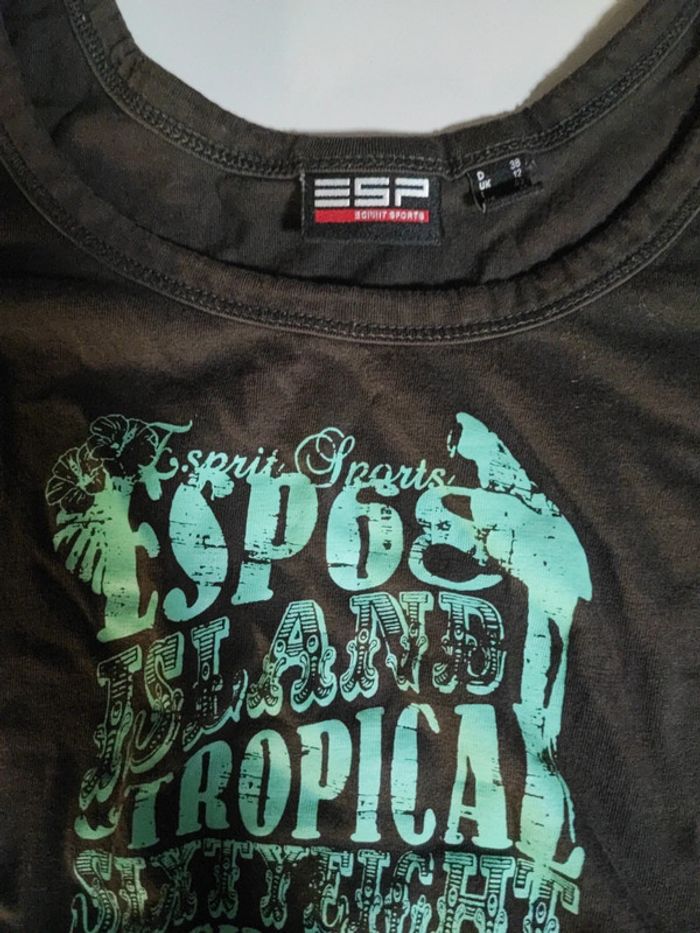 ESP
ESPRIT SPORTS
D 38
UK 12
Esprit Sports
ESP68
ISLAND
TROPICAL
SIXTYEIGHT